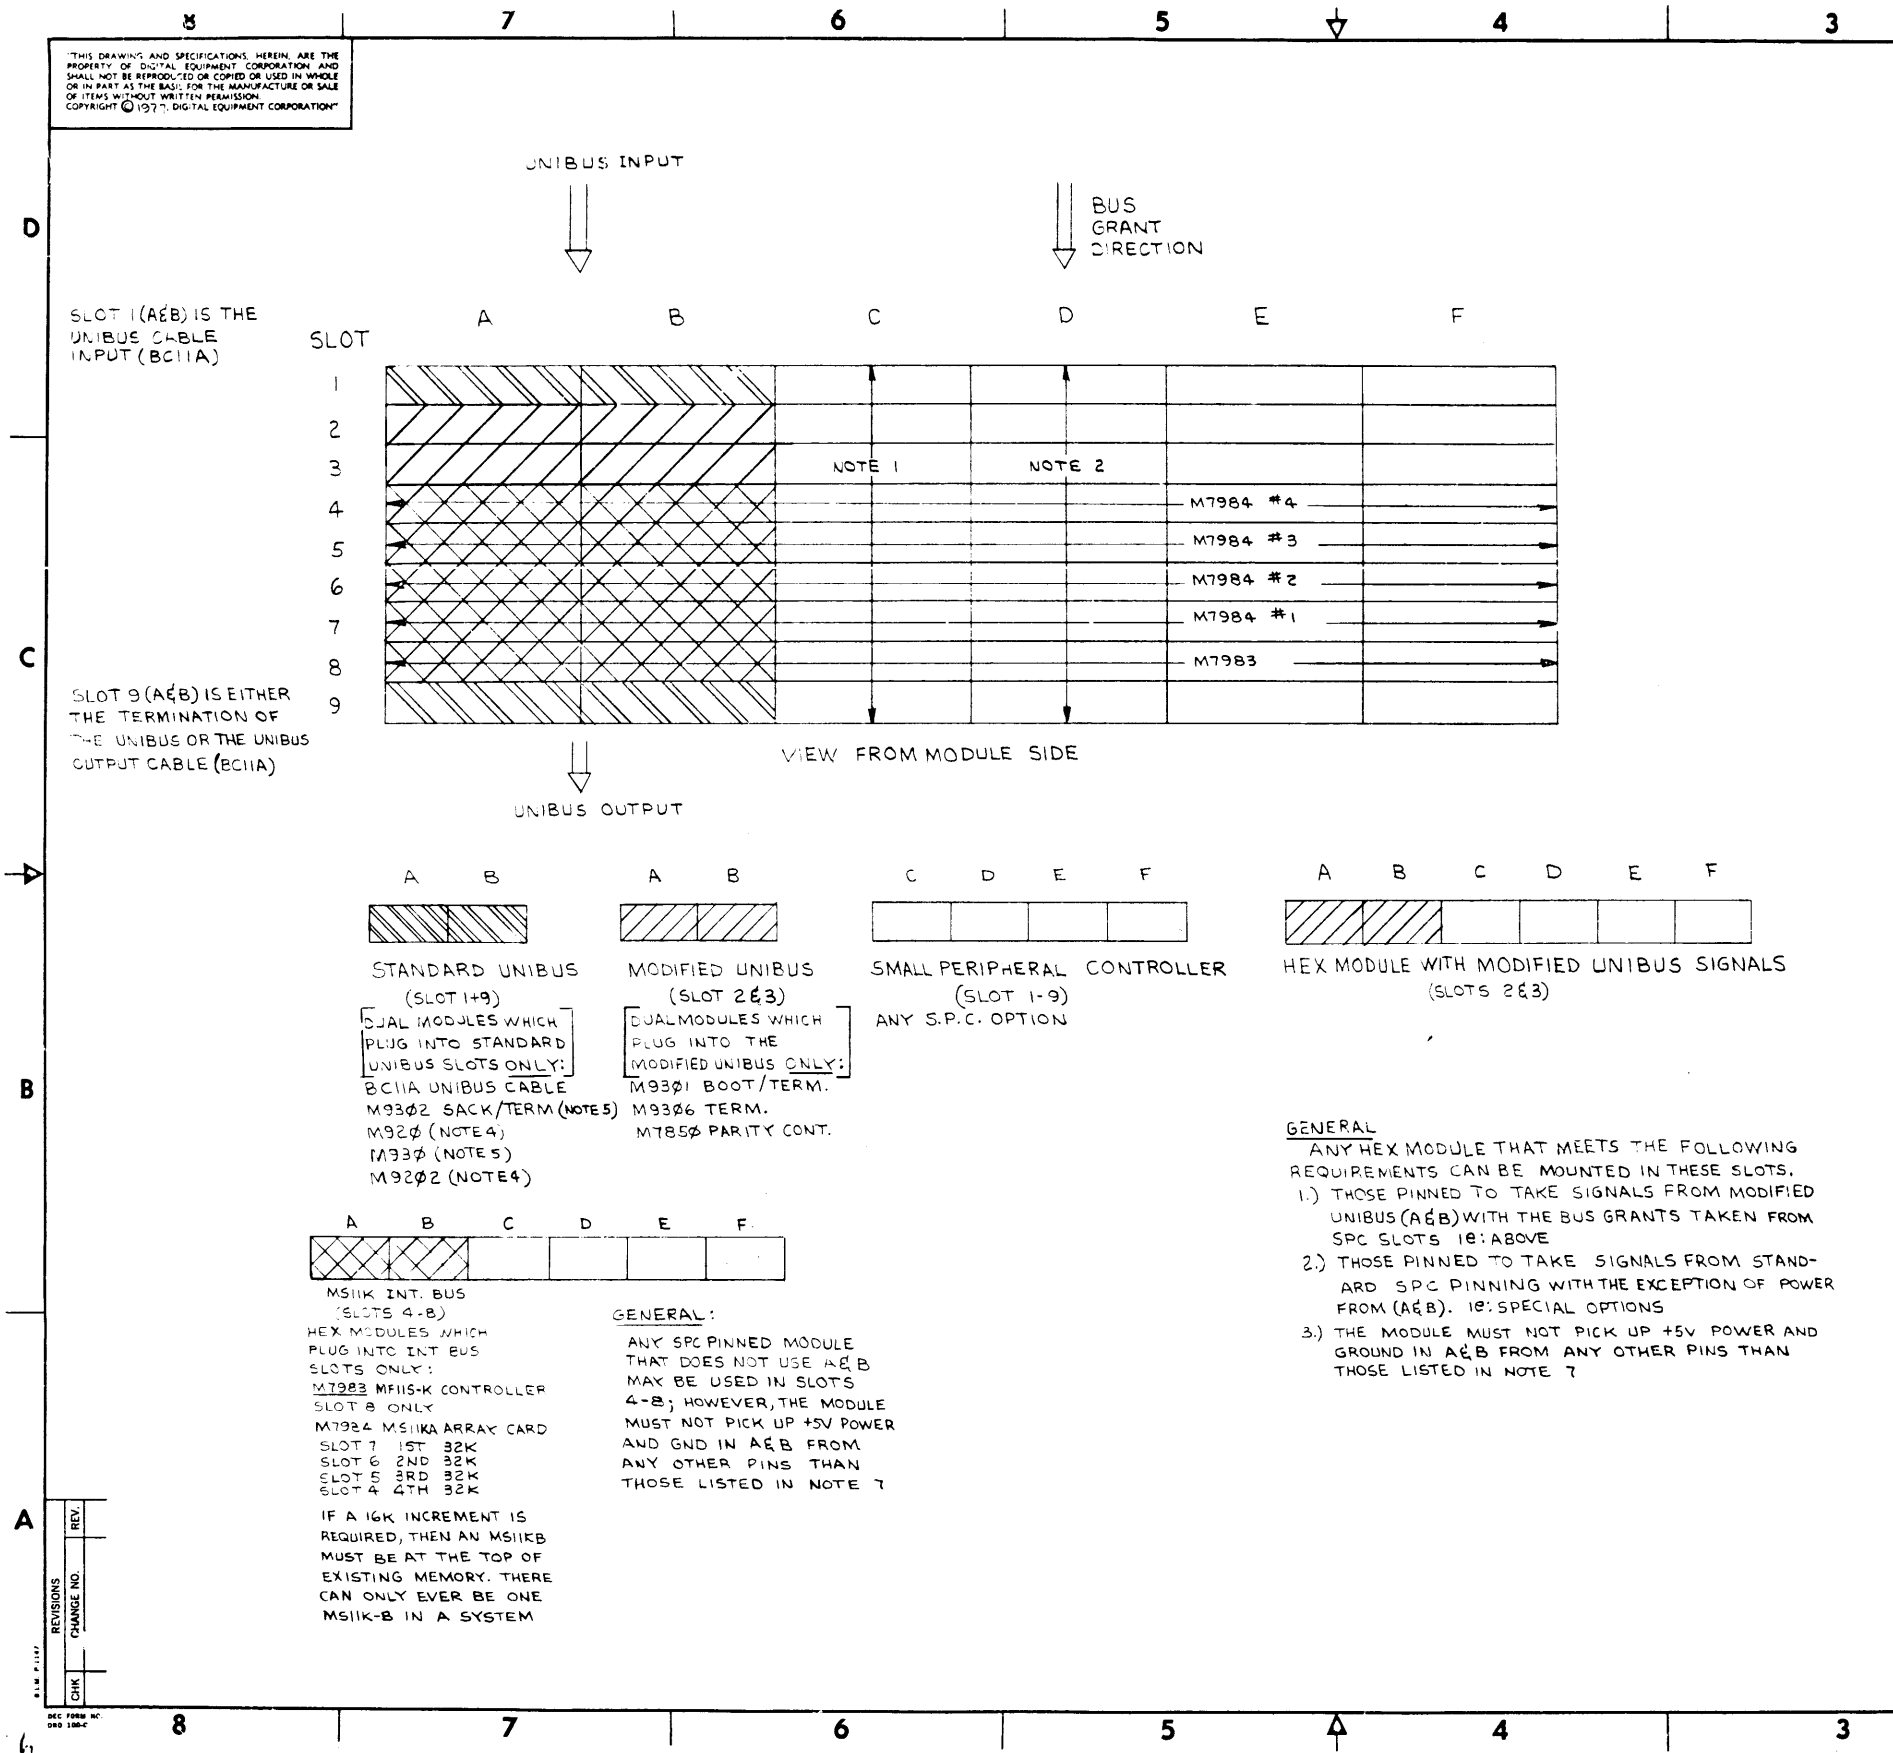 8 7 6 5 4 3
"THIS DRAWING AND SPECIFICATIONS, HEREIN, ARE THE
PROPERTY OF DIGITAL EQUIPMENT CORPORATION AND
SHALL NOT BE REPRODUCED OR COPIED OR USED IN WHOLE
OR IN PART AS THE BASIS FOR THE MANUFACTURE OR SALE
OF ITEMS WITHOUT WRITTEN PERMISSION.
COPYRIGHT © 1977, DIGITAL EQUIPMENT CORPORATION"
UNIBUS INPUT
D
BUS
GRANT
DIRECTION
SLOT 1 (A&B) IS THE
UNIBUS CABLE
INPUT (BC11A)
SLOT A B C D E F
1
2
3 NOTE 1 NOTE 2
4 M7984 #4
5 M7984 #3
6 M7984 #2
7 M7984 #1
8 M7983
9
C
SLOT 9 (A&B) IS EITHER
THE TERMINATION OF
THE UNIBUS OR THE UNIBUS
OUTPUT CABLE (BC11A)
VIEW FROM MODULE SIDE
UNIBUS OUTPUT
A B
STANDARD UNIBUS
(SLOT 1+9)
DUAL MODULES WHICH
PLUG INTO STANDARD
UNIBUS SLOTS ONLY:
BC11A UNIBUS CABLE
M93Ø2 SACK/TERM (NOTE 5)
M92Ø (NOTE 4)
M93Ø (NOTE 5)
M92Ø2 (NOTE 4)
A B
MODIFIED UNIBUS
(SLOT 2&3)
DUAL MODULES WHICH
PLUG INTO THE
MODIFIED UNIBUS ONLY:
M93Ø1 BOOT/TERM.
M93Ø6 TERM.
M785Ø PARITY CONT.
C D E F
SMALL PERIPHERAL CONTROLLER
(SLOT 1-9)
ANY S.P.C. OPTION
A B C D E F
HEX MODULE WITH MODIFIED UNIBUS SIGNALS
(SLOTS 2&3)
B
GENERAL
ANY HEX MODULE THAT MEETS THE FOLLOWING
REQUIREMENTS CAN BE MOUNTED IN THESE SLOTS.
1.) THOSE PINNED TO TAKE SIGNALS FROM MODIFIED
UNIBUS (A&B) WITH THE BUS GRANTS TAKEN FROM
SPC SLOTS ie: ABOVE
2.) THOSE PINNED TO TAKE SIGNALS FROM STAND-
ARD SPC PINNING WITH THE EXCEPTION OF POWER
FROM (A&B). ie: SPECIAL OPTIONS
3.) THE MODULE MUST NOT PICK UP +5V POWER AND
GROUND IN A&B FROM ANY OTHER PINS THAN
THOSE LISTED IN NOTE 7
A B C D E F
MS11K INT. BUS
(SLOTS 4-8)
HEX MODULES WHICH
PLUG INTO INT BUS
SLOTS ONLY:
M7983 MF11S-K CONTROLLER
SLOT 8 ONLY
M7984 MS11KA ARRAY CARD
SLOT 7 1ST 32K
SLOT 6 2ND 32K
SLOT 5 3RD 32K
SLOT 4 4TH 32K
IF A 16K INCREMENT IS
REQUIRED, THEN AN MS11KB
MUST BE AT THE TOP OF
EXISTING MEMORY. THERE
CAN ONLY EVER BE ONE
MS11K-B IN A SYSTEM
GENERAL:
ANY SPC PINNED MODULE
THAT DOES NOT USE A&B
MAY BE USED IN SLOTS
4-8; HOWEVER, THE MODULE
MUST NOT PICK UP +5V POWER
AND GND IN A&B FROM
ANY OTHER PINS THAN
THOSE LISTED IN NOTE 7
A
REVISIONS
CHK CHANGE NO. REV.
DEC FORM NO.
DRD 100-C
8 7 6 5 4 3